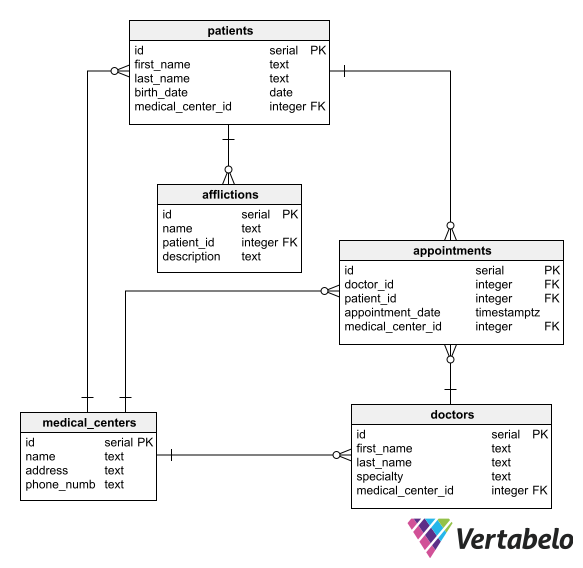 patients
id serial PK
first_name text
last_name text
birth_date date
medical_center_id integer FK
afflictions
id serial PK
name text
patient_id integer FK
description text
appointments
id serial PK
doctor_id integer FK
patient_id integer FK
appointment_date timestamptz
medical_center_id integer FK
medical_centers
id serial PK
name text
address text
phone_numb text
doctors
id serial PK
first_name text
last_name text
specialty text
medical_center_id integer FK
Vertabelo